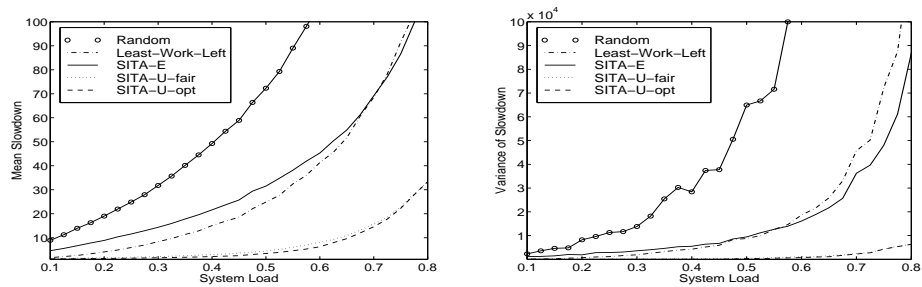 Mean Slowdown
100
90
80
70
60
50
40
30
20
10
0.1 0.2 0.3 0.4 0.5 0.6 0.7 0.8
System Load
Random
Least−Work−Left
SITA−E
SITA−U−fair
SITA−U−opt
Variance of Slowdown
x 10⁴
10
9
8
7
6
5
4
3
2
1
0.1 0.2 0.3 0.4 0.5 0.6 0.7 0.8
System Load
Random
Least−Work−Left
SITA−E
SITA−U−fair
SITA−U−opt